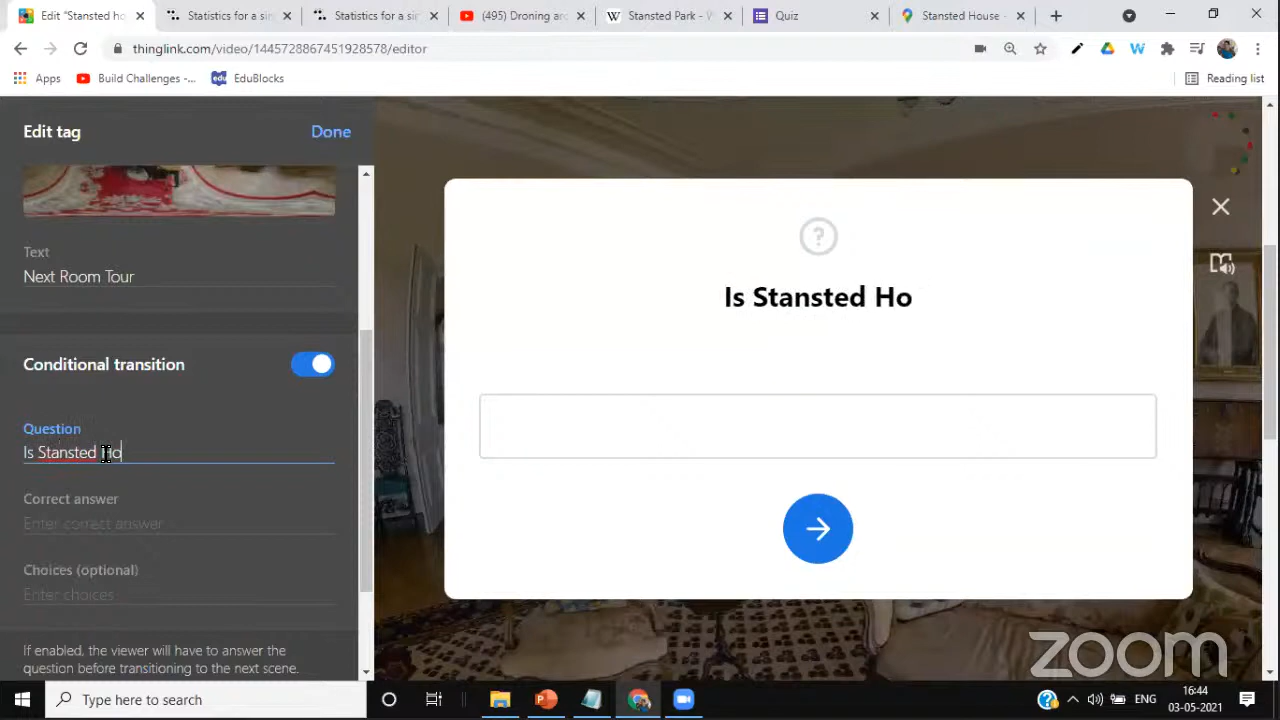 Edit "Stansted ho
Statistics for a si
Statistics for a si
(495) Droning ar
Stansted Park - W
Quiz
Stansted House -
thinglink.com/video/1445728867451928578/editor
Apps
Build Challenges -...
EduBlocks
Reading list
Edit tag
Done
Text
Next Room Tour
Conditional transition
Question
Is Stansted Ho
Correct answer
Enter correct answer
Choices (optional)
Enter choices
If enabled, the viewer will have to answer the
question before transitioning to the next scene.
Is Stansted Ho
zoom
Type here to search
ENG
16:44
03-05-2021